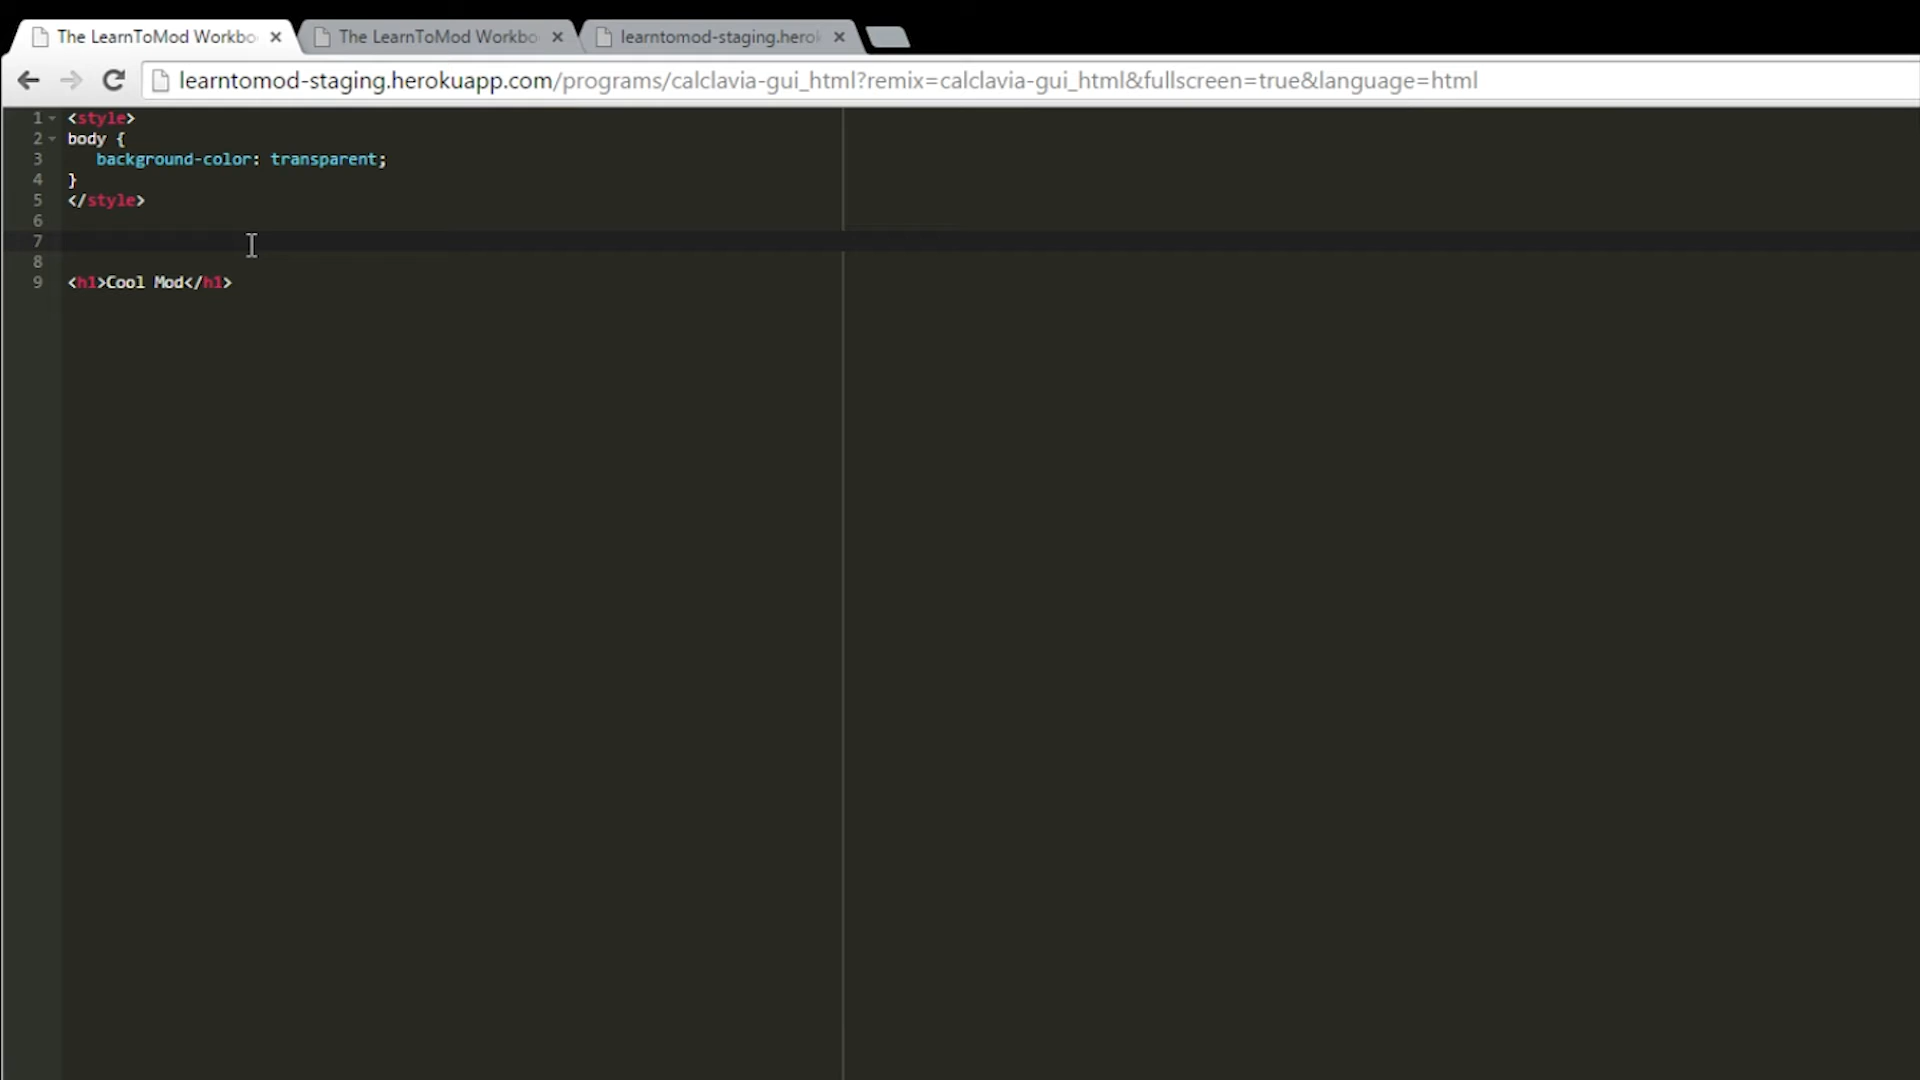 The LearnToMod Workbo
The LearnToMod Workbo
learntomod-staging.herok
learntomod-staging.herokuapp.com/programs/calclavia-gui_html?remix=calclavia-gui_html&fullscreen=true&language=html
1 <style>
2 body {
3 background-color: transparent;
4 }
5 </style>
6
7
8
9 <h1>Cool Mod</h1>